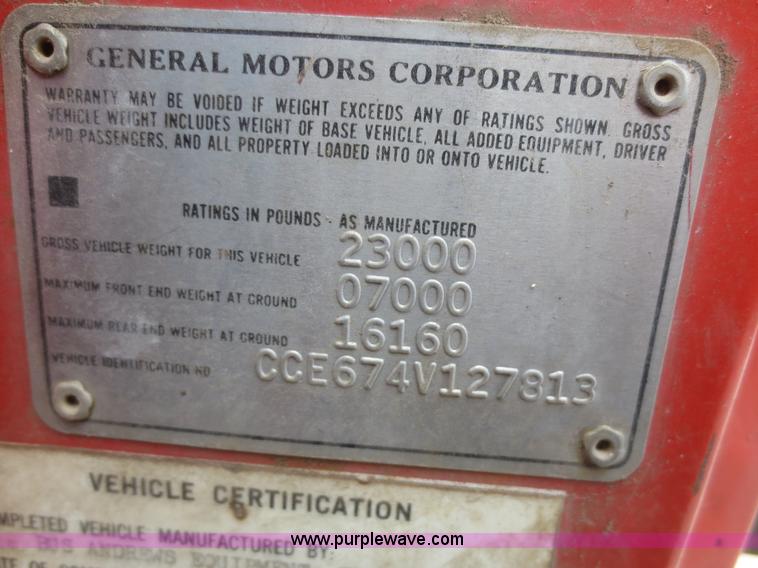 GENERAL MOTORS CORPORATION
WARRANTY MAY BE VOIDED IF WEIGHT EXCEEDS ANY OF RATINGS SHOWN. GROSS
VEHICLE WEIGHT INCLUDES WEIGHT OF BASE VEHICLE, ALL ADDED EQUIPMENT, DRIVER
AND PASSENGERS, AND ALL PROPERTY LOADED INTO OR ONTO VEHICLE.
RATINGS IN POUNDS - AS MANUFACTURED
GROSS VEHICLE WEIGHT FOR THIS VEHICLE 23000
MAXIMUM FRONT END WEIGHT AT GROUND 07000
MAXIMUM REAR END WEIGHT AT GROUND 16160
VEHICLE IDENTIFICATION NO CCE674V127813
VEHICLE CERTIFICATION
VEHICLE MANUFACTURED BY:
www.purplewave.com
ANDREWS EQUIPMENT